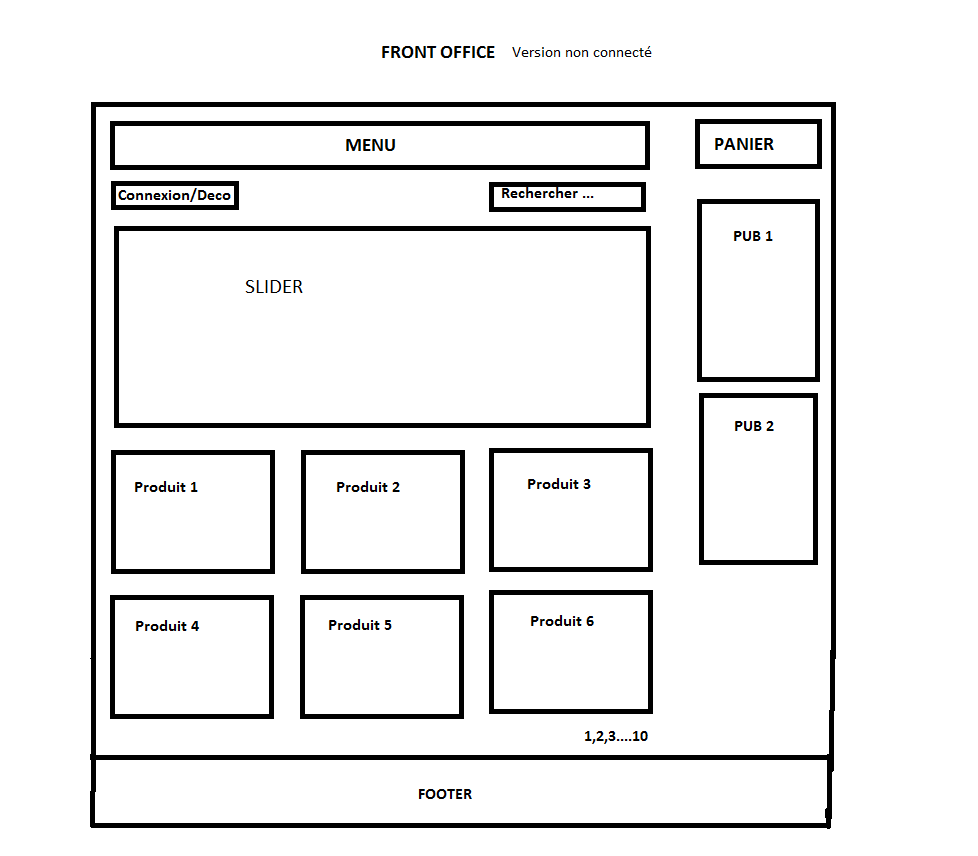 FRONT OFFICE Version non connecté
MENU
PANIER
Connexion/Deco
Rechercher ...
PUB 1
SLIDER
PUB 2
Produit 1
Produit 2
Produit 3
Produit 4
Produit 5
Produit 6
1,2,3....10
FOOTER